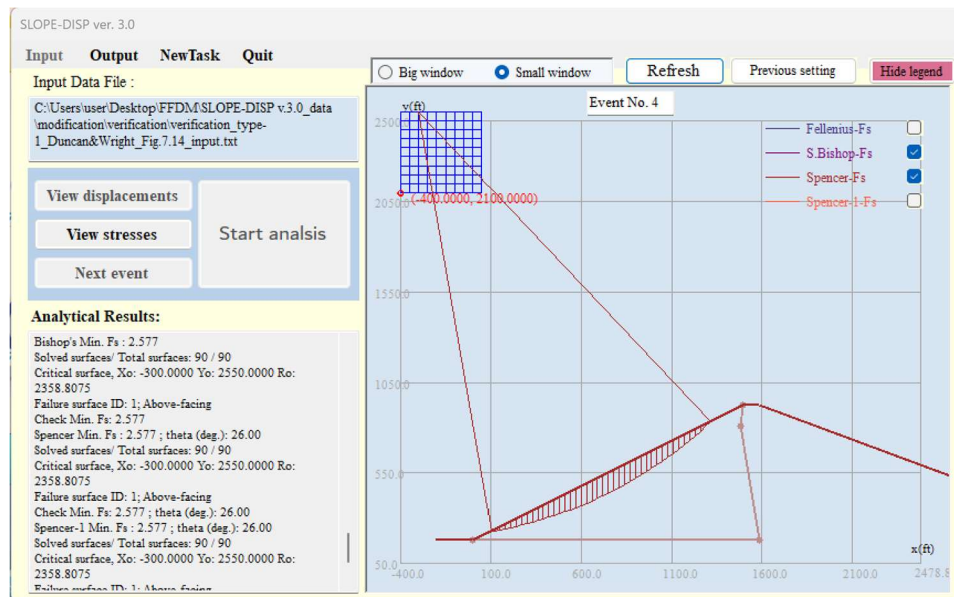 SLOPE-DISP ver. 3.0
Input Output NewTask Quit
Input Data File :
C:\Users\user\Desktop\FFDM\SLOPE-DISP v.3.0_data
\modification\verification\verification_type-
1_Duncan&Wright_Fig.7.14_input.txt
View displacements
View stresses
Next event
Start analsis
Analytical Results:
Bishop's Min. Fs : 2.577
Solved surfaces/ Total surfaces: 90 / 90
Critical surface, Xo: -300.0000 Yo: 2550.0000 Ro:
2358.8075
Failure surface ID: 1; Above-facing
Check Min. Fs: 2.577
Spencer Min. Fs : 2.577 ; theta (deg.): 26.00
Solved surfaces/ Total surfaces: 90 / 90
Critical surface, Xo: -300.0000 Yo: 2550.0000 Ro:
2358.8075
Failure surface ID: 1; Above-facing
Check Min. Fs: 2.577 ; theta (deg.): 26.00
Spencer-1 Min. Fs : 2.577 ; theta (deg.): 26.00
Solved surfaces/ Total surfaces: 90 / 90
Critical surface, Xo: -300.0000 Yo: 2550.0000 Ro:
2358.8075
Failure surface ID: 1; Above-facing
Big window Small window Refresh Previous setting Hide legend
y(ft)
Event No. 4
Fellenius-Fs
S.Bishop-Fs
Spencer-Fs
Spencer-1-Fs
(-400.0000, 2100.0000)
2050.0
1550.0
1050.0
550.0
50.0
x(ft)
-400.0 100.0 600.0 1100.0 1600.0 2100.0 2478.8